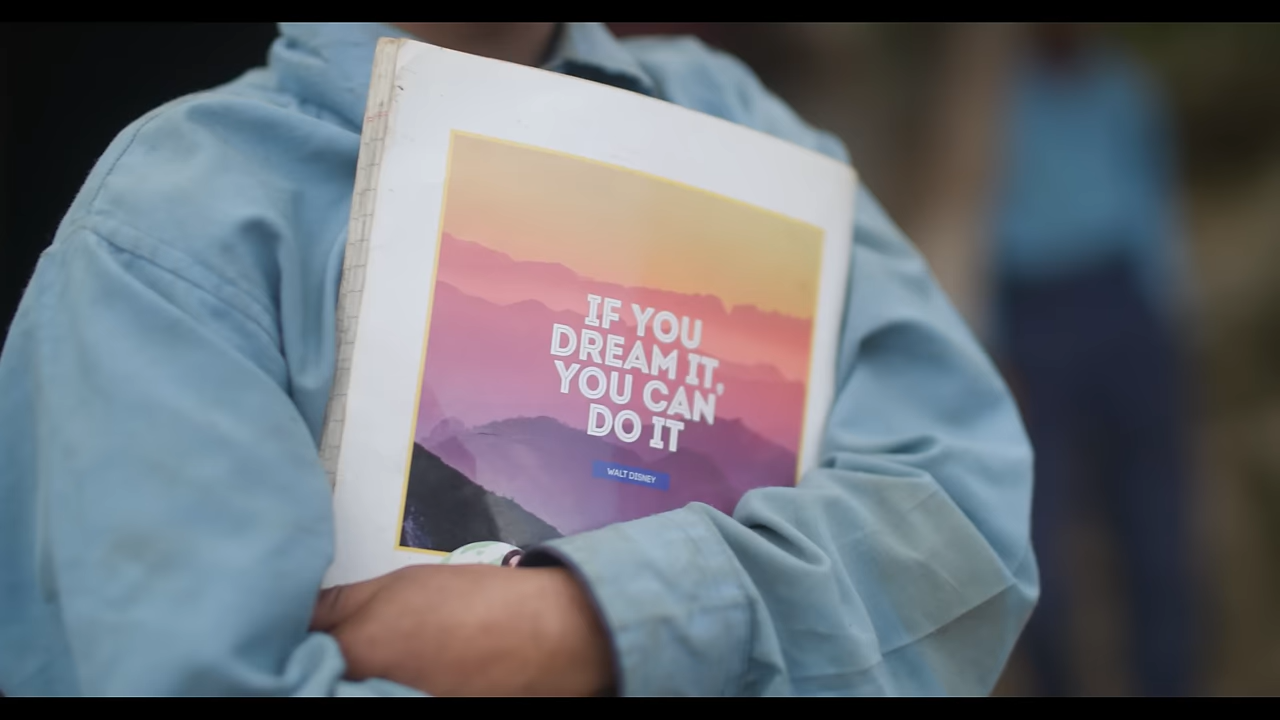 IF YOU
DREAM IT,
YOU CAN
DO IT
WALT DISNEY